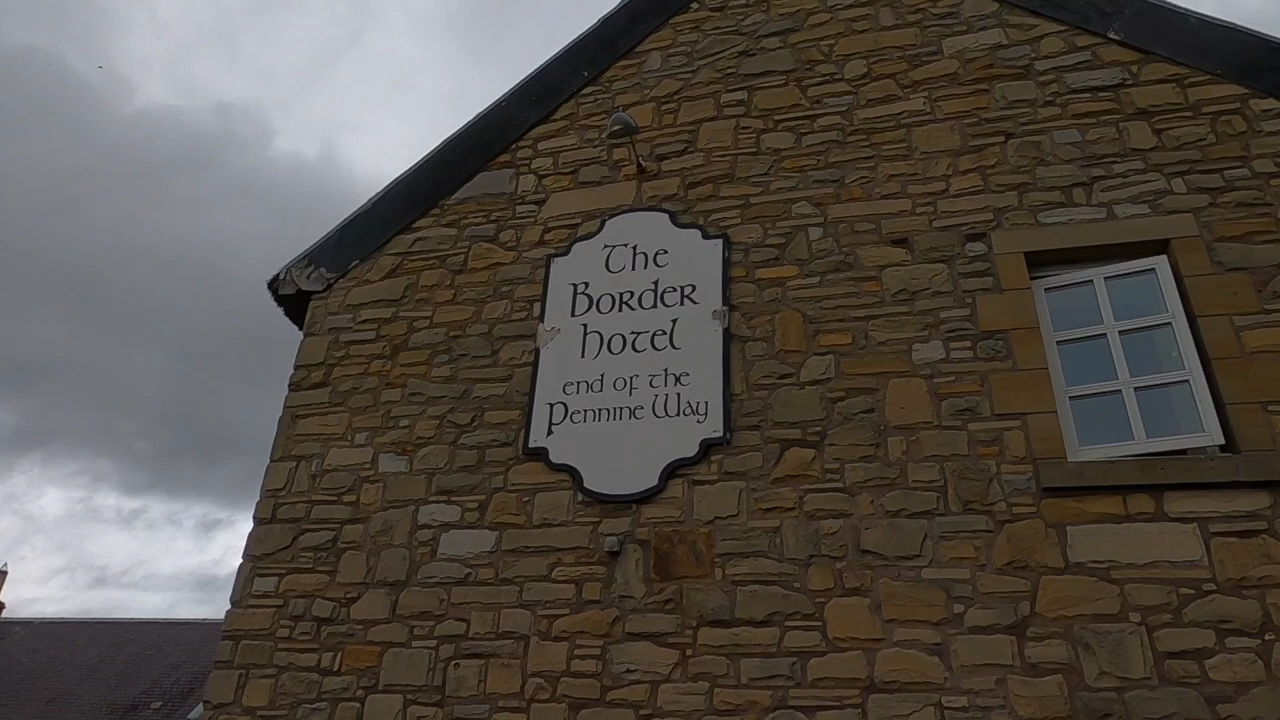 The
Border
hotel
end of the
Pennine Way